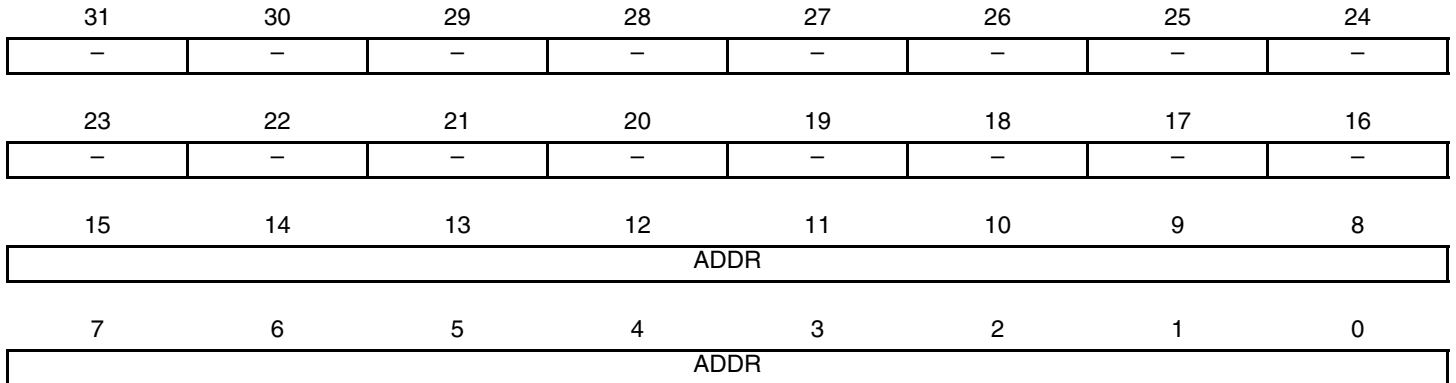 31 30 29 28 27 26 25 24
– – – – – – – –
23 22 21 20 19 18 17 16
– – – – – – – –
15 14 13 12 11 10 9 8
ADDR
7 6 5 4 3 2 1 0
ADDR